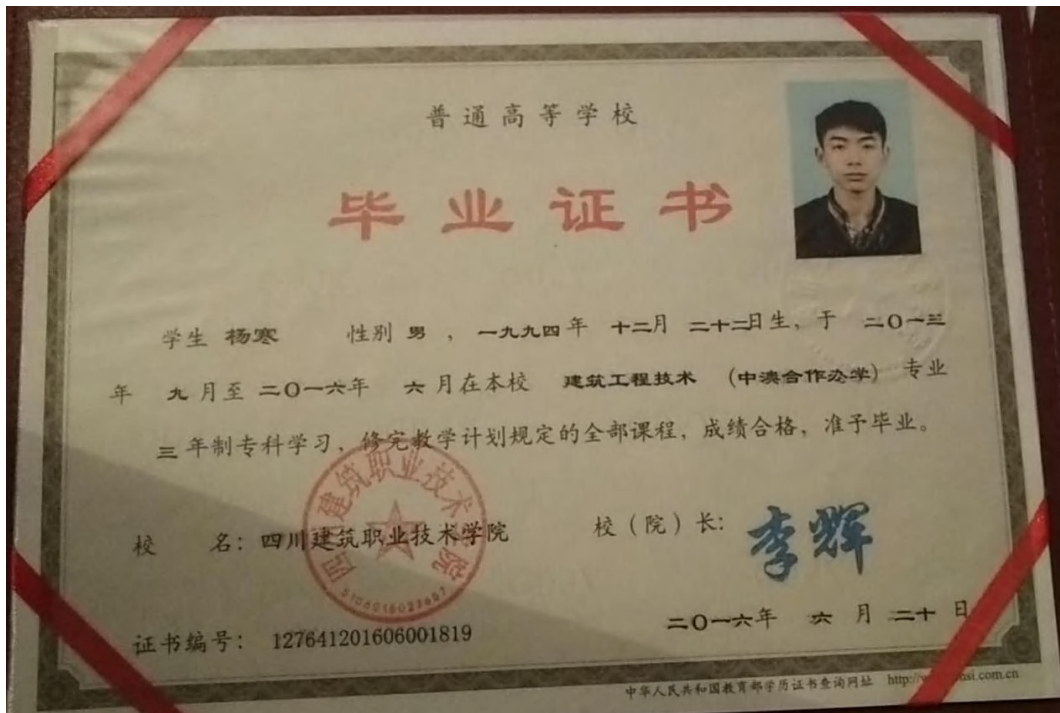 普通高等学校
毕业证书
学生 杨寒 性别 男 ，一九九四年 十二月 二十二日生，于 二〇一三
年 九月至 二〇一六年 六月在本校 建筑工程技术 （中澳合作办学）专业
三年制专科学习，修完教学计划规定的全部课程，成绩合格，准予毕业。
校 名：四川建筑职业技术学院 校（院）长：李辉
二〇一六年 六月 二十日
证书编号：127641201606001819
中华人民共和国教育部学历证书查询网址